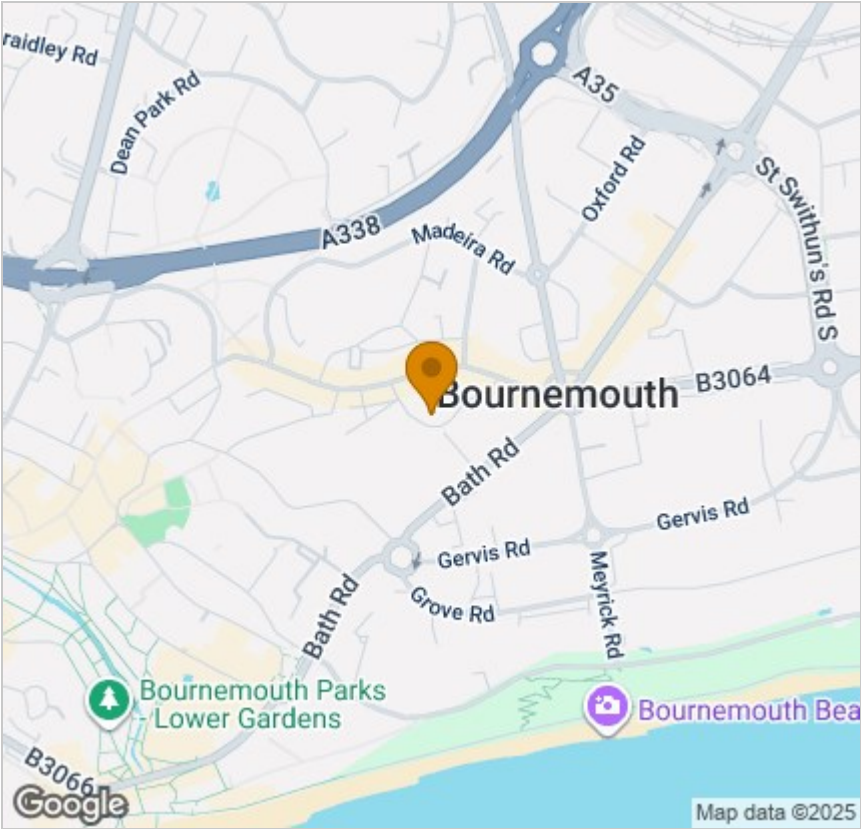 raidley Rd
Dean Park Rd
A35
Oxford Rd
St Swithun's Rd S
A338
Madeira Rd
Bournemouth
B3064
Bath Rd
Gervis Rd
Gervis Rd
Meyrick Rd
Grove Rd
Bath Rd
Bournemouth Parks
- Lower Gardens
Bournemouth Bea
B3066
Google
Map data ©2025